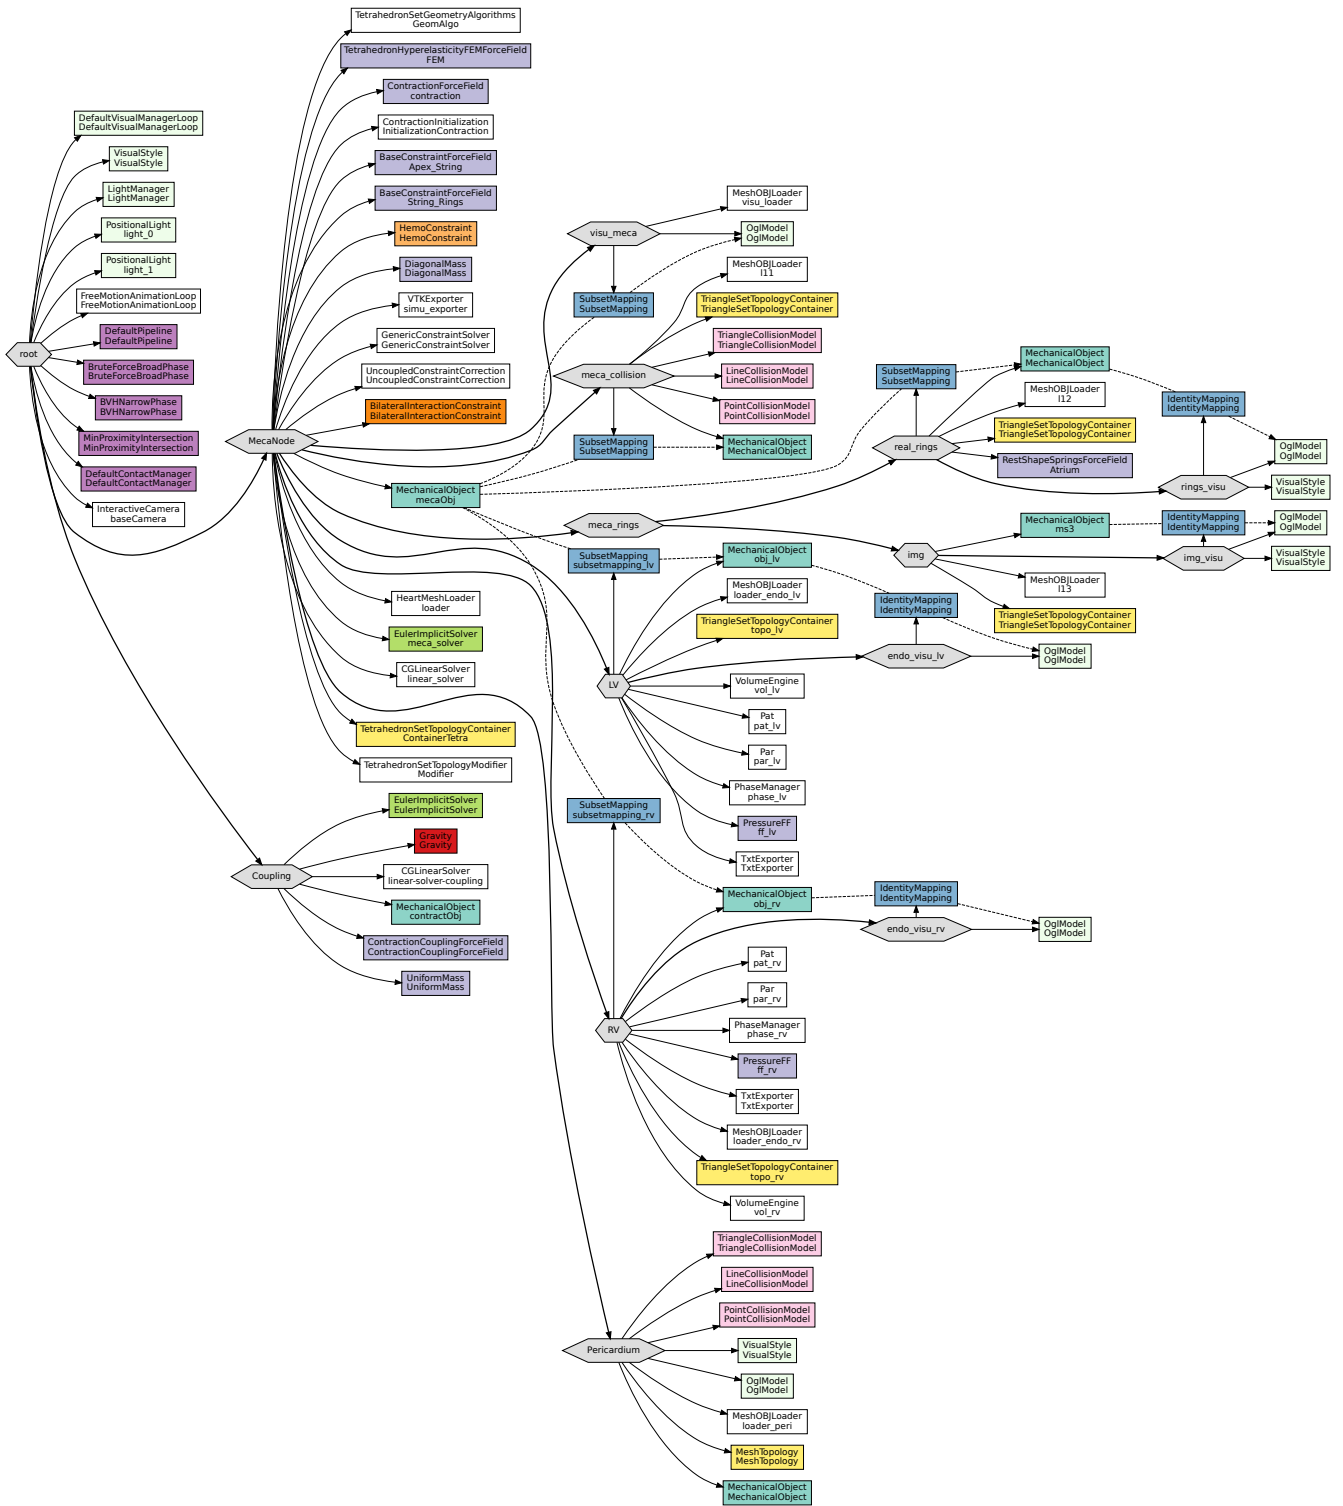 root
DefaultVisualManagerLoop
DefaultVisualManagerLoop
VisualStyle
VisualStyle
LightManager
LightManager
PositionalLight
light_0
PositionalLight
light_1
FreeMotionAnimationLoop
FreeMotionAnimationLoop
DefaultPipeline
DefaultPipeline
BruteForceBroadPhase
BruteForceBroadPhase
BVHNarrowPhase
BVHNarrowPhase
MinProximityIntersection
MinProximityIntersection
DefaultContactManager
DefaultContactManager
InteractiveCamera
baseCamera
MecaNode
TetrahedronSetGeometryAlgorithms
GeomAlgo
TetrahedronHyperelasticityFEMForceField
FEM
ContractionForceField
contraction
ContractionInitialization
InitializationContraction
BaseConstraintForceField
Apex_String
BaseConstraintForceField
String_Rings
HemoConstraint
HemoConstraint
DiagonalMass
DiagonalMass
VTKExporter
simu_exporter
GenericConstraintSolver
GenericConstraintSolver
UncoupledConstraintCorrection
UncoupledConstraintCorrection
BilateralInteractionConstraint
BilateralInteractionConstraint
MechanicalObject
mecaObj
HeartMeshLoader
loader
EulerImplicitSolver
meca_solver
CGLinearSolver
linear_solver
TetrahedronSetTopologyContainer
ContainerTetra
TetrahedronSetTopologyModifier
Modifier
Coupling
EulerImplicitSolver
EulerImplicitSolver
Gravity
Gravity
CGLinearSolver
linear-solver-coupling
MechanicalObject
contractObj
ContractionCouplingForceField
ContractionCouplingForceField
UniformMass
UniformMass
visu_meca
MeshOBJLoader
visu_loader
OglModel
OglModel
SubsetMapping
SubsetMapping
meca_collision
MeshOBJLoader
l11
TriangleSetTopologyContainer
TriangleSetTopologyContainer
TriangleCollisionModel
TriangleCollisionModel
LineCollisionModel
LineCollisionModel
PointCollisionModel
PointCollisionModel
MechanicalObject
MechanicalObject
SubsetMapping
SubsetMapping
meca_rings
real_rings
SubsetMapping
SubsetMapping
MechanicalObject
MechanicalObject
MeshOBJLoader
l12
TriangleSetTopologyContainer
TriangleSetTopologyContainer
RestShapeSpringsForceField
Atrium
rings_visu
IdentityMapping
IdentityMapping
OglModel
OglModel
VisualStyle
VisualStyle
img
MechanicalObject
ms3
MeshOBJLoader
l13
TriangleSetTopologyContainer
TriangleSetTopologyContainer
img_visu
IdentityMapping
IdentityMapping
OglModel
OglModel
VisualStyle
VisualStyle
LV
SubsetMapping
subsetmapping_lv
MechanicalObject
obj_lv
MeshOBJLoader
loader_endo_lv
TriangleSetTopologyContainer
topo_lv
VolumeEngine
vol_lv
Pat
pat_lv
Par
par_lv
PhaseManager
phase_lv
PressureFF
ff_lv
TxtExporter
TxtExporter
endo_visu_lv
IdentityMapping
IdentityMapping
OglModel
OglModel
RV
SubsetMapping
subsetmapping_rv
MechanicalObject
obj_rv
endo_visu_rv
IdentityMapping
IdentityMapping
OglModel
OglModel
Pat
pat_rv
Par
par_rv
PhaseManager
phase_rv
PressureFF
ff_rv
TxtExporter
TxtExporter
MeshOBJLoader
loader_endo_rv
TriangleSetTopologyContainer
topo_rv
VolumeEngine
vol_rv
Pericardium
TriangleCollisionModel
TriangleCollisionModel
LineCollisionModel
LineCollisionModel
PointCollisionModel
PointCollisionModel
VisualStyle
VisualStyle
OglModel
OglModel
MeshOBJLoader
loader_peri
MeshTopology
MeshTopology
MechanicalObject
MechanicalObject